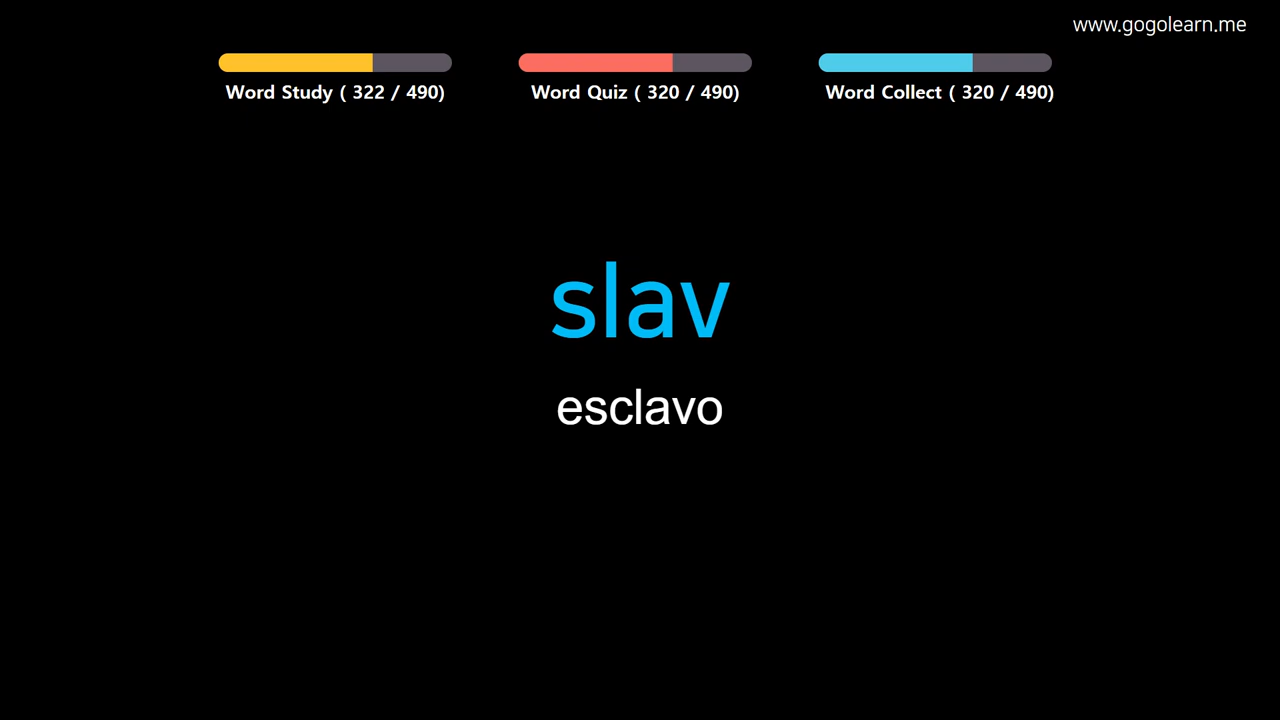 www.gogolearn.me
Word Study ( 322 / 490)
Word Quiz ( 320 / 490)
Word Collect ( 320 / 490)
slav
esclavo